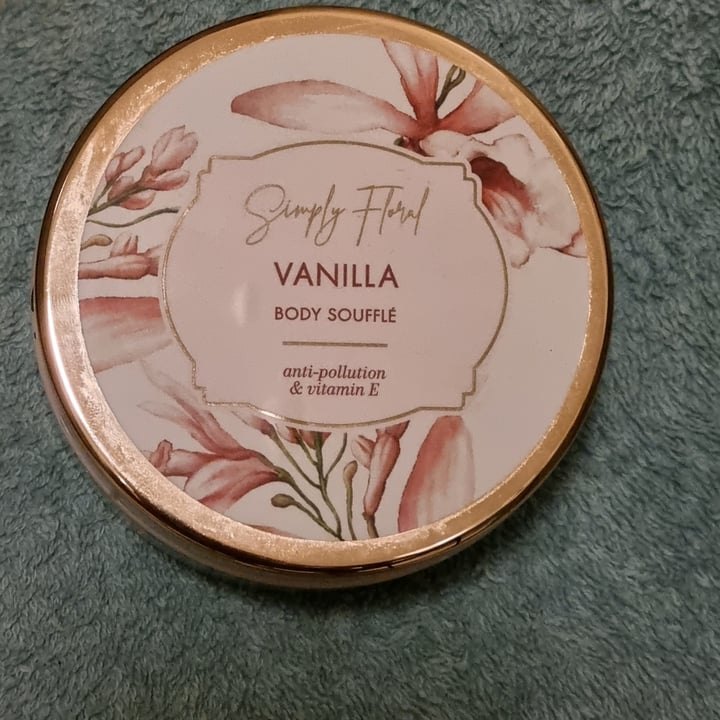 Simply Floral
VANILLA
BODY SOUFFLÉ
anti-pollution
& vitamin E